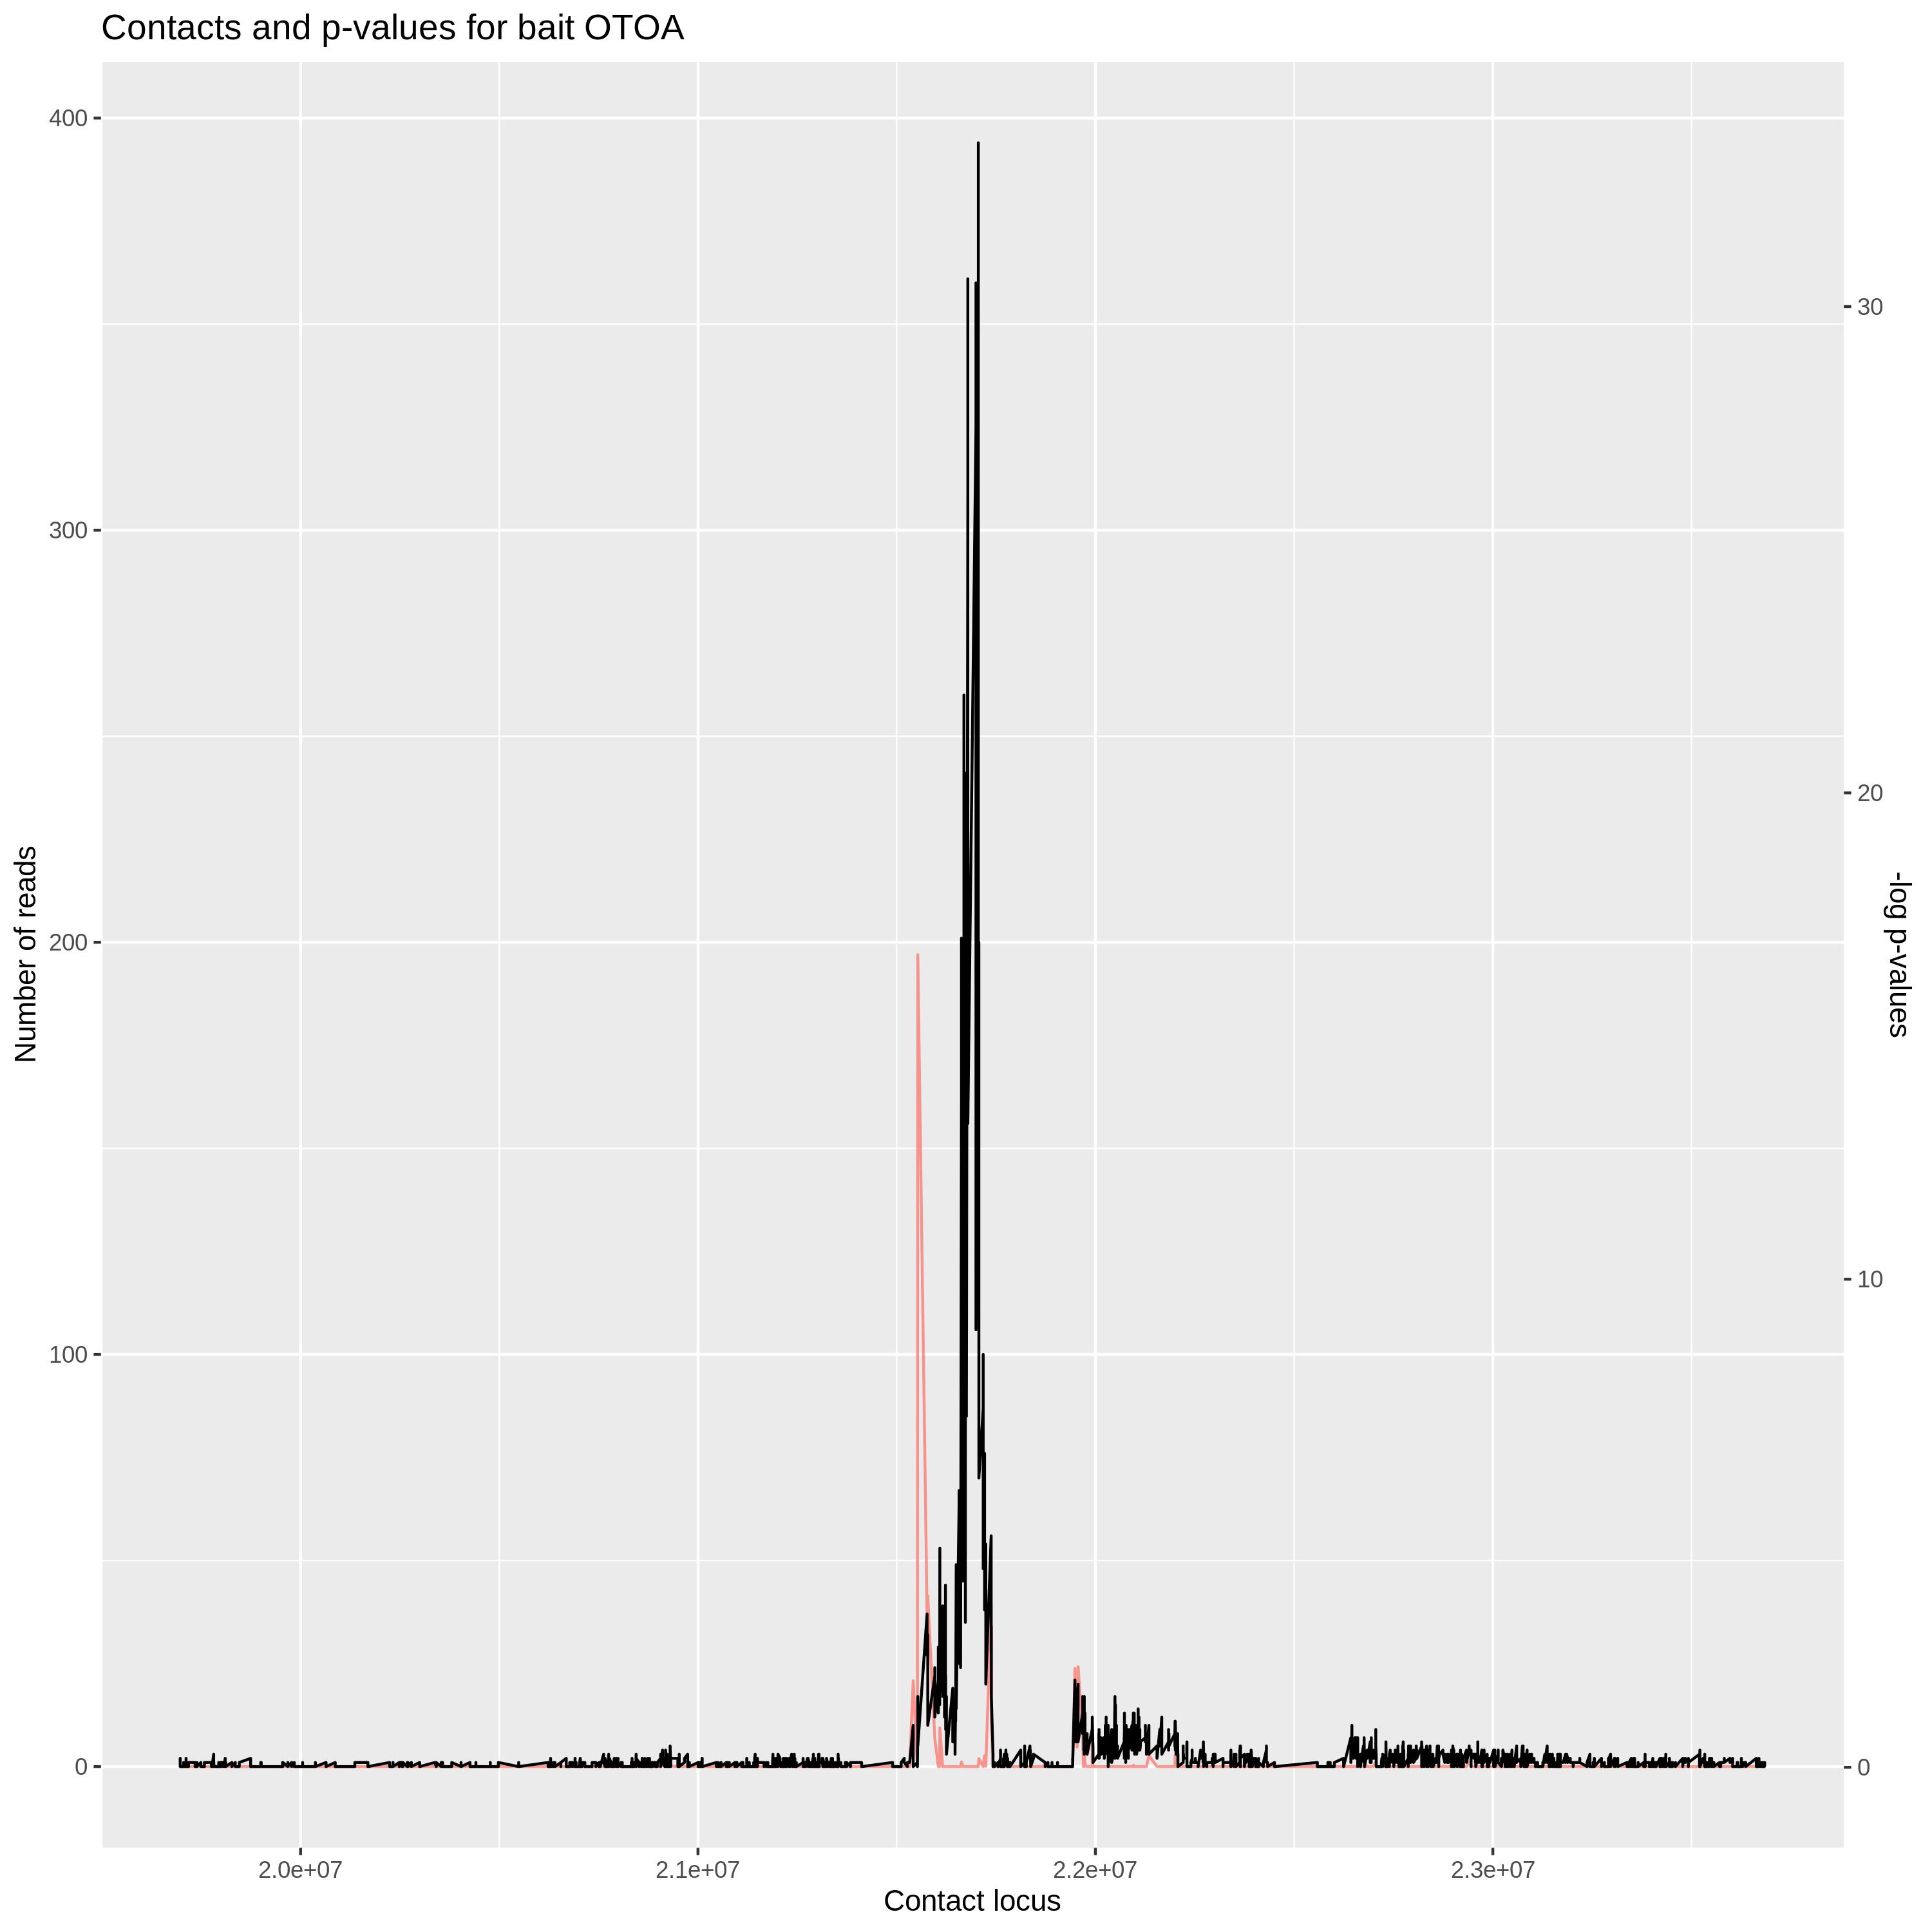 Contacts and p-values for bait OTOA
400
300
200
100
0
Number of reads
30
20
10
0
-log p-values
2.0e+07
2.1e+07
2.2e+07
2.3e+07
Contact locus